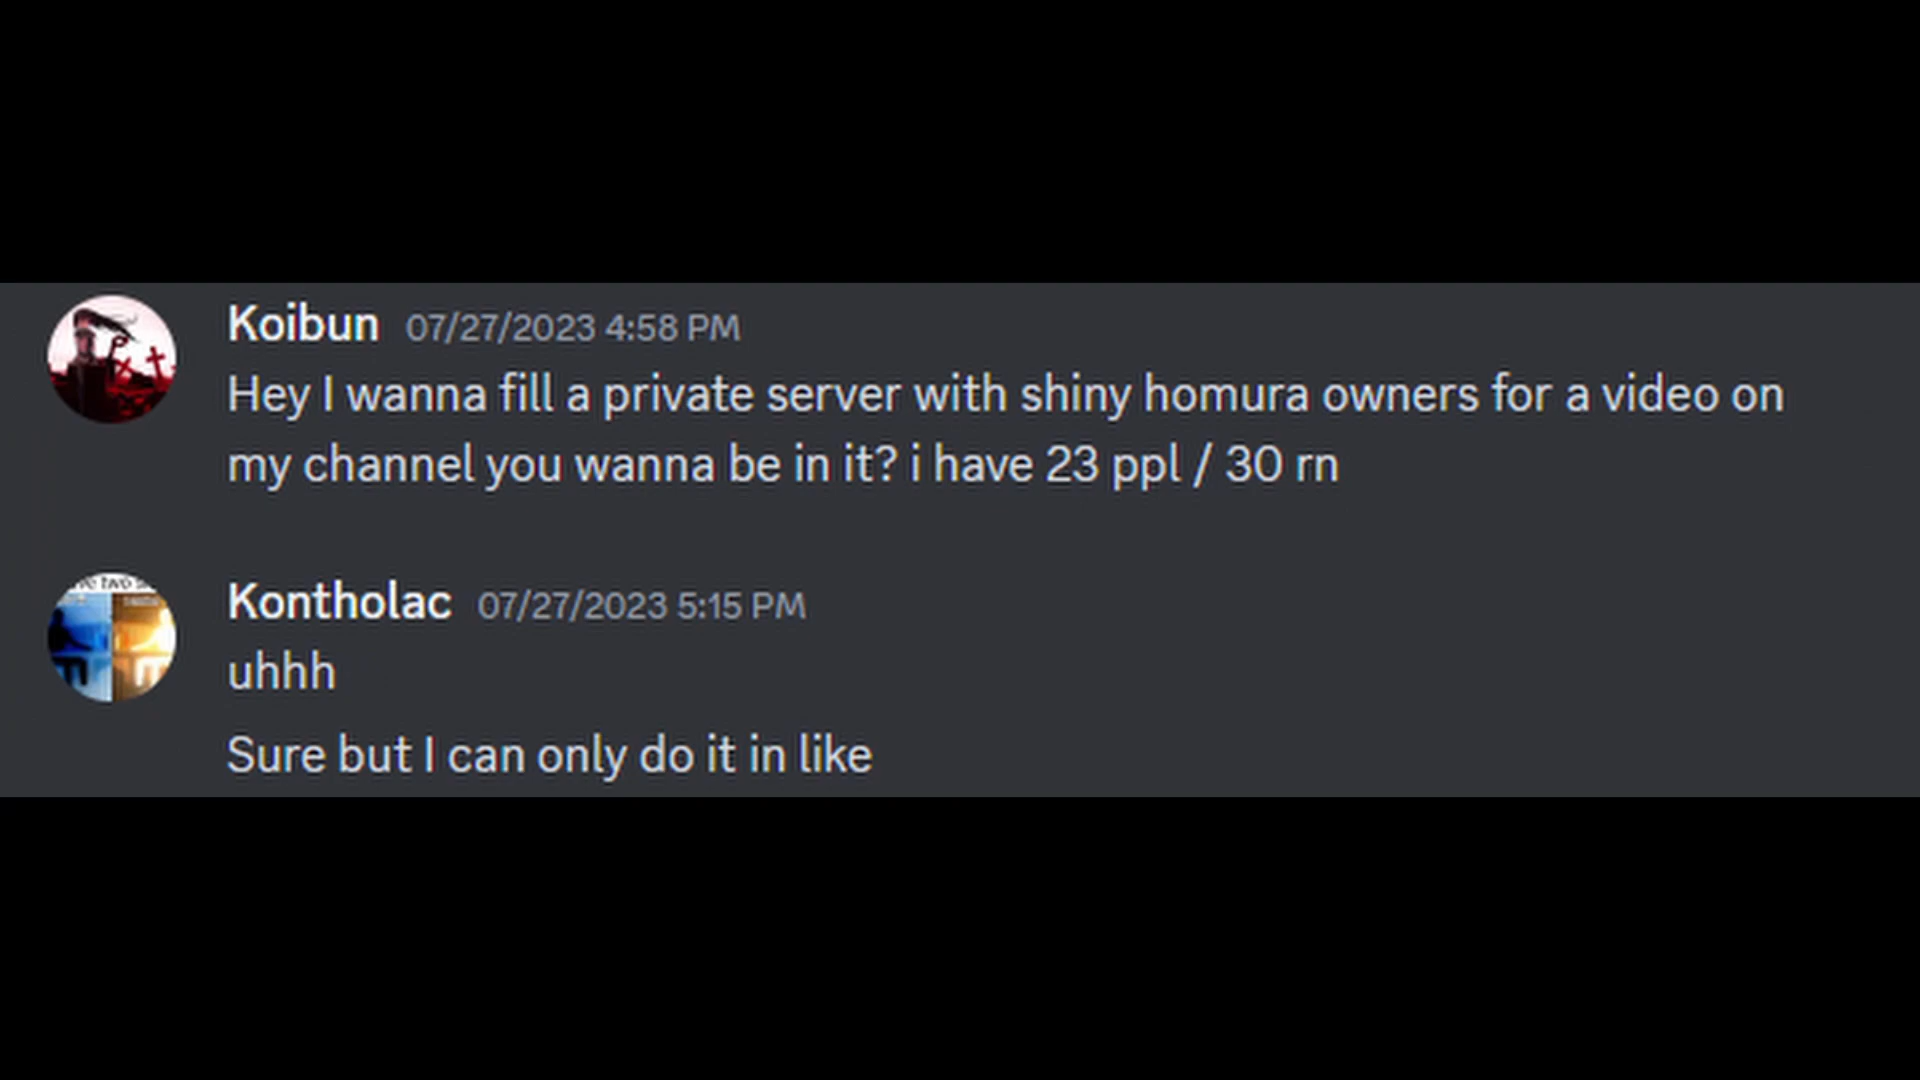 Koibun 07/27/2023 4:58 PM
Hey I wanna fill a private server with shiny homura owners for a video on
my channel you wanna be in it? i have 23 ppl / 30 rn
two
Kontholac 07/27/2023 5:15 PM
uhhh
Sure but I can only do it in like